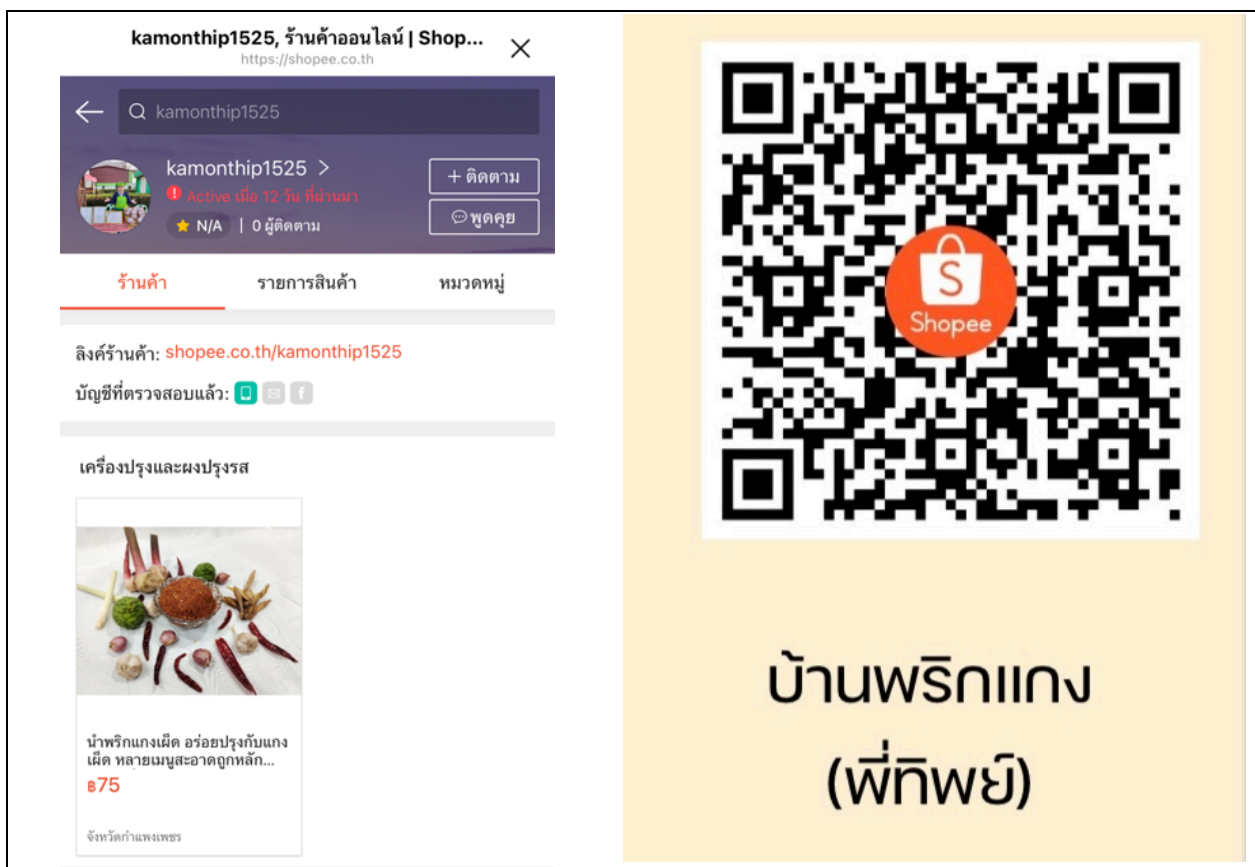 kamonthip1525, ร้านค้าออนไลน์ | Shop...
https://shopee.co.th
kamonthip1525
kamonthip1525 >
Active เมื่อ 12 วัน ที่ผ่านมา
N/A | 0 ผู้ติดตาม
+ ติดตาม
พูดคุย
ร้านค้า รายการสินค้า หมวดหมู่
ลิงค์ร้านค้า: shopee.co.th/kamonthip1525
บัญชีที่ตรวจสอบแล้ว:
เครื่องปรุงและผงปรุงรส
นำพริกแกงเผ็ด อร่อยปรุงกับแกง
เผ็ด หลายเมนูสะอาดถูกหลัก...
฿75
จังหวัดกำแพงเพชร
S
Shopee
บ้านพริกแกง
(พี่ทิพย์)